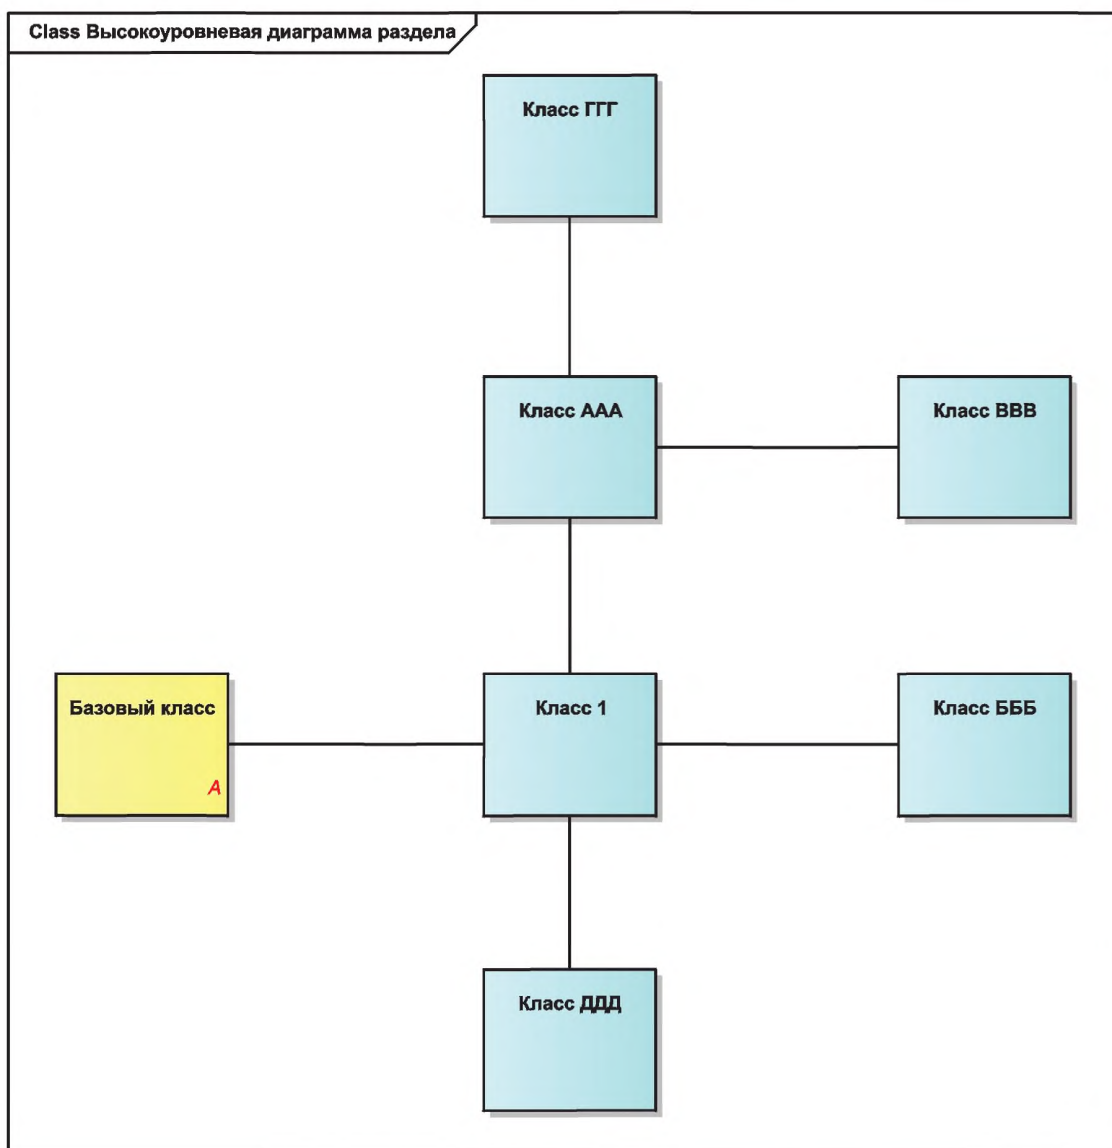 Class Высокоуровневая диаграмма раздела
Класс ГГГ
Класс ААА
Класс ВВВ
Базовый класс
А
Класс 1
Класс БББ
Класс ДДД